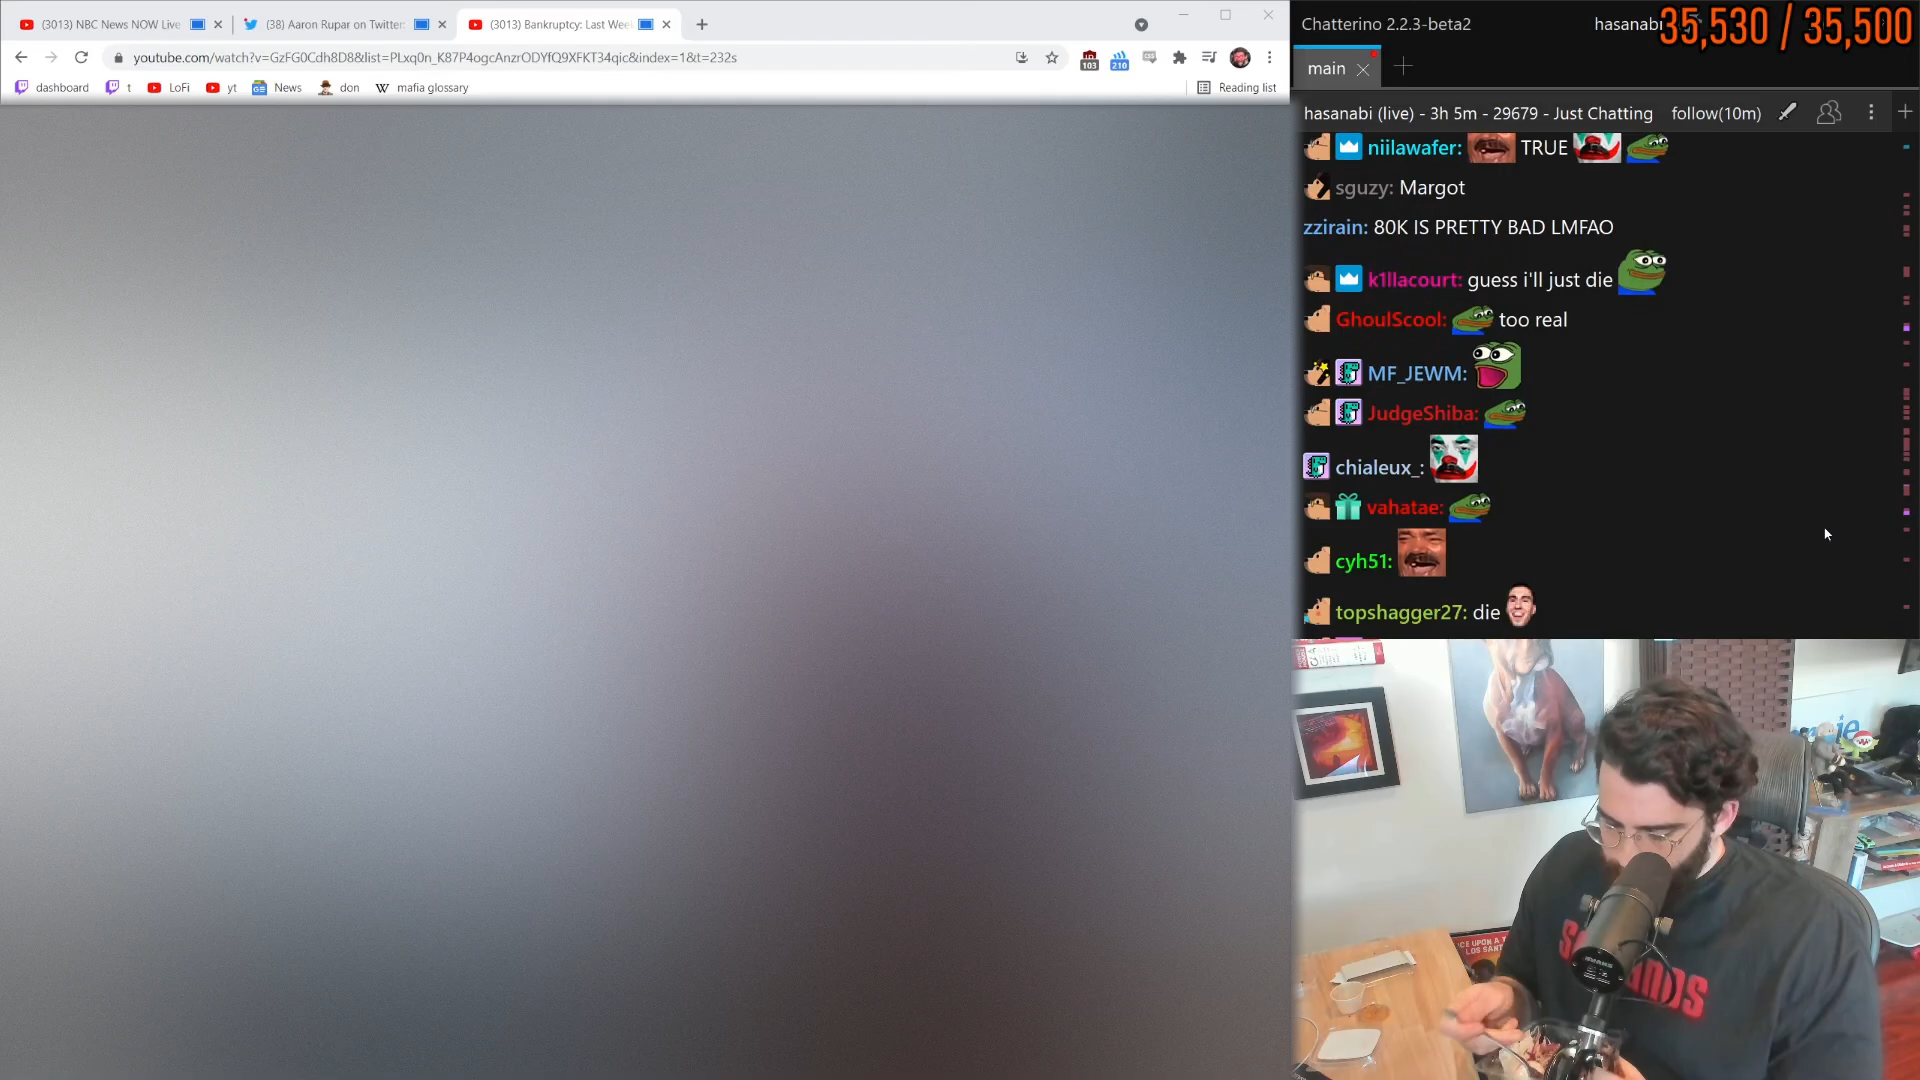 (3013) NBC News NOW Live
(38) Aaron Rupar on Twitter:
(3013) Bankruptcy: Last Wee
youtube.com/watch?v=GzFG0Cdh8D8&list=PLxq0n_K87P4ogcAnzrODYfQ9XFKT34qic&index=1&t=232s
103
210
dashboard
t
LoFi
yt
News
don
mafia glossary
Reading list
Chatterino 2.2.3-beta2
hasanabi
35,530 / 35,500
main
hasanabi (live) - 3h 5m - 29679 - Just Chatting
follow(10m)
niilawafer: TRUE
sguzy: Margot
zzirain: 80K IS PRETTY BAD LMFAO
k1llacourt: guess i'll just die
GhoulScool: too real
MF_JEWM:
JudgeShiba:
chialeux_:
vahatae:
cyh51:
topshagger27: die